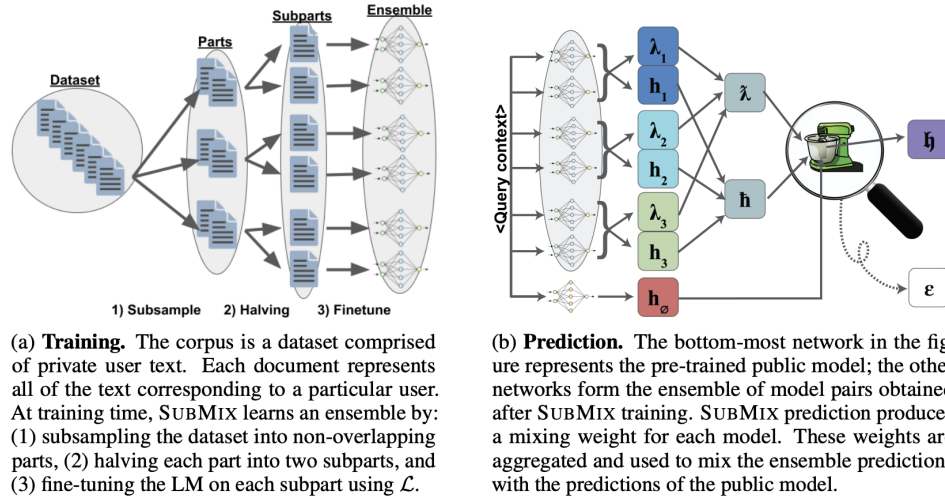 Dataset
Parts
Subparts
Ensemble
1) Subsample
2) Halving
3) Finetune
(a) Training. The corpus is a dataset comprised
of private user text. Each document represents
all of the text corresponding to a particular user.
At training time, SUBMIX learns an ensemble by:
(1) subsampling the dataset into non-overlapping
parts, (2) halving each part into two subparts, and
(3) fine-tuning the LM on each subpart using ℒ.
<Query context>
λ₁
h₁
λ₂
h₂
λ₃
h₃
h∅
ƛ
ħ
ε
(b) Prediction. The bottom-most network in the fig
ure represents the pre-trained public model; the other
networks form the ensemble of model pairs obtained
after SUBMIX training. SUBMIX prediction produce
a mixing weight for each model. These weights are
aggregated and used to mix the ensemble prediction
with the predictions of the public model.